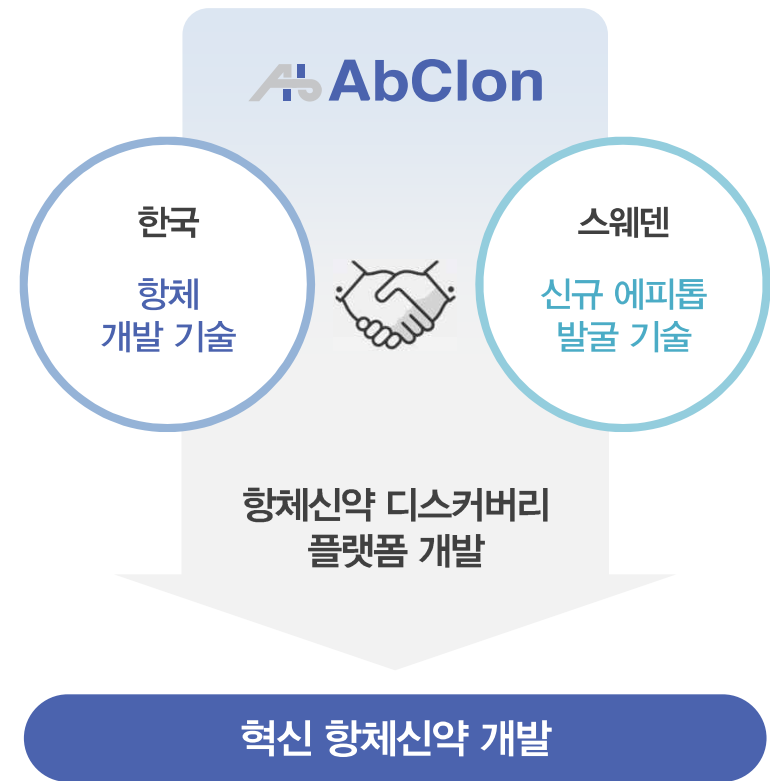 AbClon
한국
항체
개발 기술
스웨덴
신규 에피톱
발굴 기술
항체신약 디스커버리
플랫폼 개발
혁신 항체신약 개발